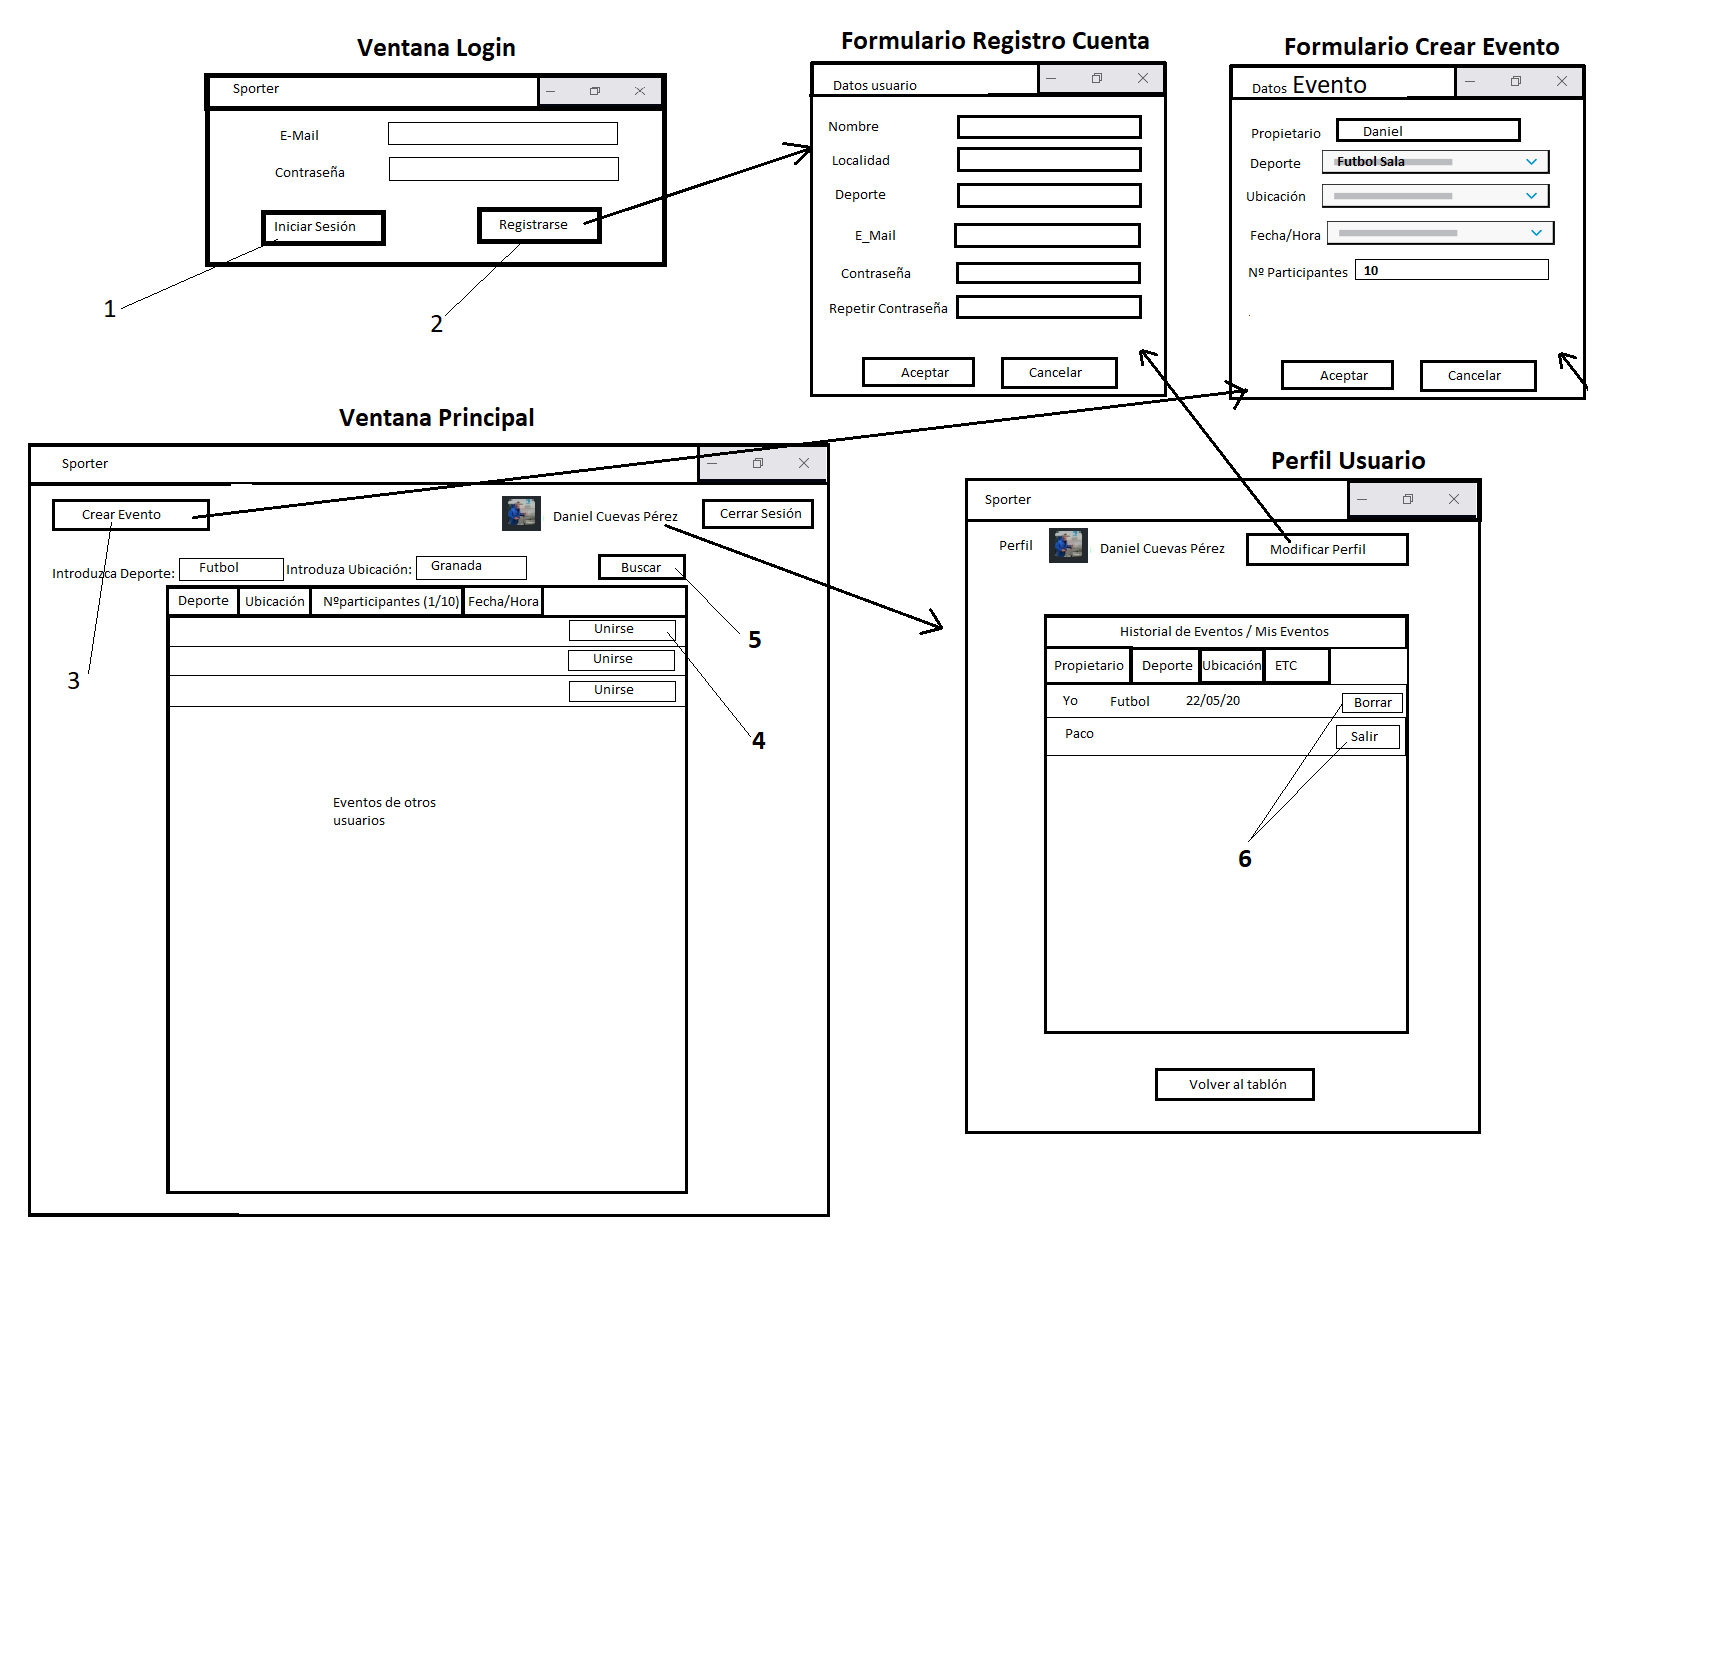 Ventana Login
Sporter
E-Mail
Contraseña
Iniciar Sesión
Registrarse
1
2
Formulario Registro Cuenta
Datos usuario
Nombre
Localidad
Deporte
E_Mail
Contraseña
Repetir Contraseña
Aceptar
Cancelar
Formulario Crear Evento
Datos Evento
Propietario Daniel
Deporte Futbol Sala
Ubicación
Fecha/Hora
Nº Participantes 10
Aceptar
Cancelar
Ventana Principal
Sporter
Crear Evento
Daniel Cuevas Pérez
Cerrar Sesión
Introduzca Deporte: Futbol Introduza Ubicación: Granada
Buscar
Deporte Ubicación Nºparticipantes (1/10) Fecha/Hora
Unirse
Unirse
Unirse
3
5
4
Eventos de otros
usuarios
Perfil Usuario
Sporter
Perfil
Daniel Cuevas Pérez
Modificar Perfil
Historial de Eventos / Mis Eventos
Propietario Deporte Ubicación ETC
Yo Futbol 22/05/20 Borrar
Paco Salir
6
Volver al tablón